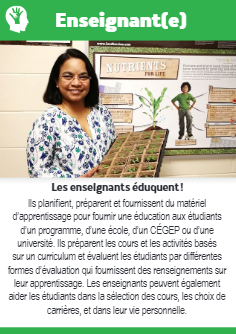 Enseignant(e)
NUTRIENTS
FOR LIFE
Les enseignants éduquent!
Ils planifient, préparent et fournissent du matériel
d'apprentissage pour fournir une éducation aux étudiants
d'un programme, d'une école, d'un CÉGEP ou d'une
université. Ils préparent les cours et les activités basés
sur un curriculum et évaluent les étudiants par différentes
formes d'évaluation qui fournissent des renseignements sur
leur apprentissage. Les enseignants peuvent également
aider les étudiants dans la sélection des cours, les choix de
carrières, et dans leur vie personnelle.